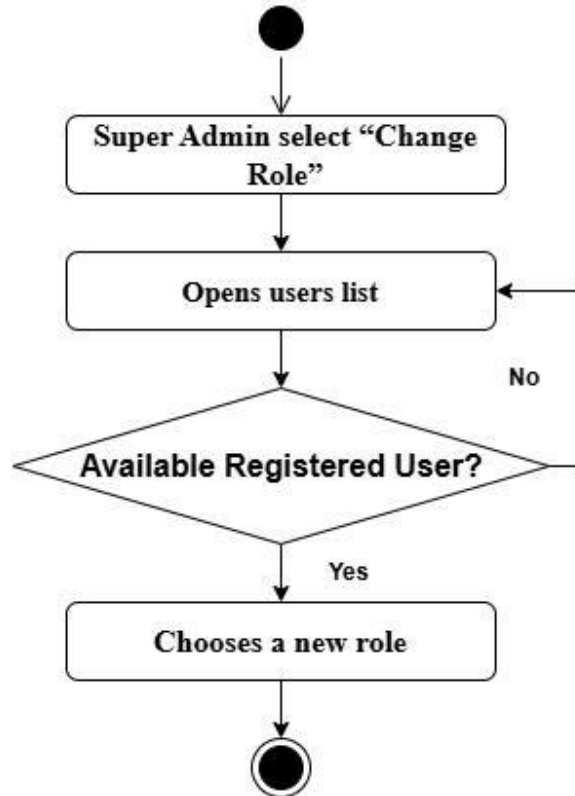 Super Admin select “Change
Role”
Opens users list
No
Available Registered User?
Yes
Chooses a new role